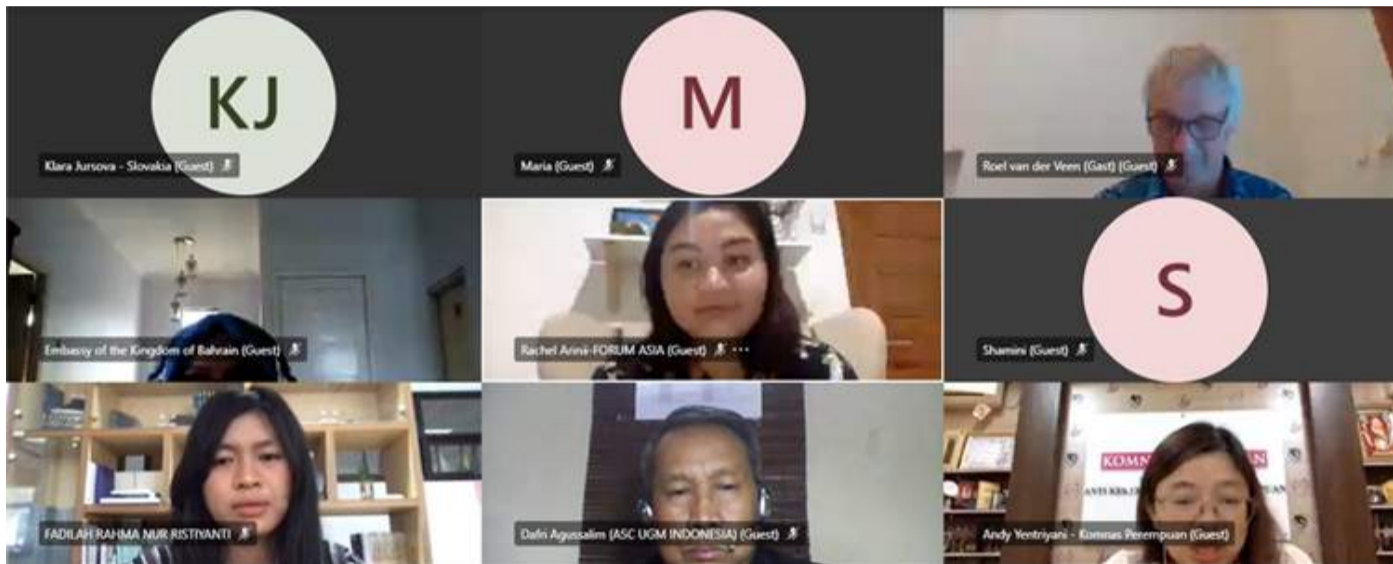 KJ
Klara Jursova - Slovakia (Guest)
M
Maria (Guest)
Roel van der Veen (Gast) (Guest)
Embassy of the Kingdom of Bahrain (Guest)
Rachel Arinii-FORUM ASIA (Guest) ...
S
Shamini (Guest)
FADILAH RAHMA NUR RISTIYANTI
Dafri Agussalim (ASC UGM INDONESIA) (Guest)
KOMN
Andy Yentriyani - Komnas Perempuan (Guest)